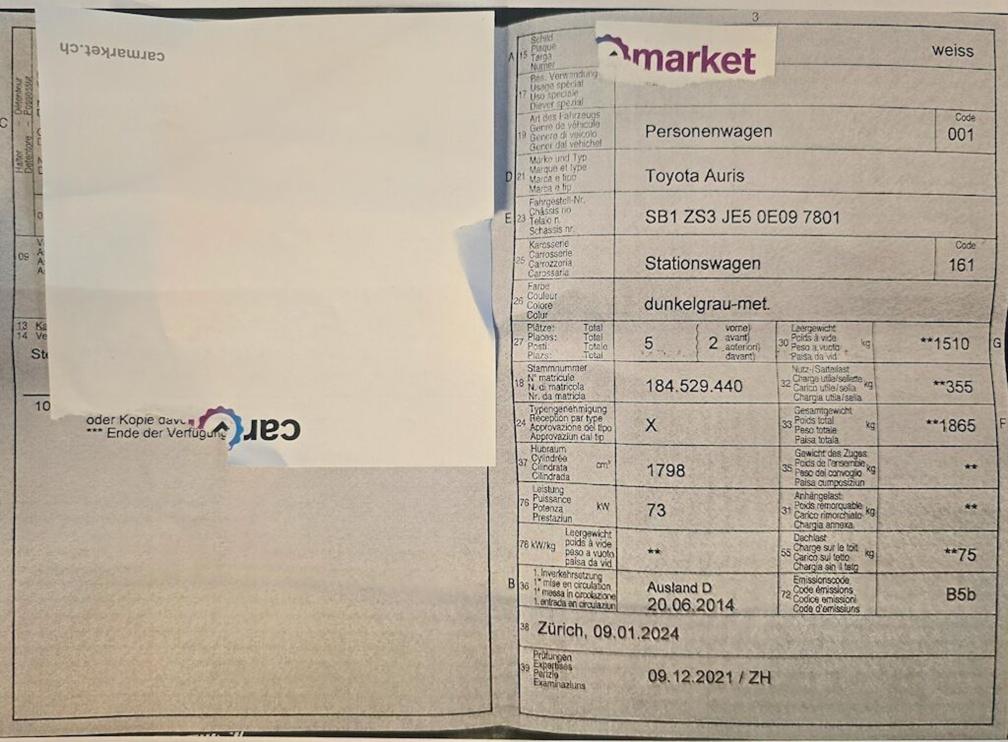 carmarket.ch
C
Halter - Détenteur
09
13 Ka
14 Ve
Ste
10
oder Kopie davon
*** Ende der Verfügung
car
3
A 15 Schild
Plaque
Targa
Numer
market
weiss
17 Bes. Verwendung
Usage spécial
Uso speciale
Diever spezial
19 Art des Fahrzeugs
Genre de véhicule
Genere di veicolo
Gener dal vehichel
Personenwagen
Code
001
D 21 Marke und Typ
Marque et type
Marca e tipo
Marca e tip
Toyota Auris
E 23 Fahrgestell-Nr.
Châssis no
Telaio n.
Schassis nr.
SB1 ZS3 JE5 0E09 7801
25 Karosserie
Carrosserie
Carrozzeria
Carossaria
Stationswagen
Code
161
26 Farbe
Couleur
Colore
Colur
dunkelgrau-met.
27 Plätze: Total
Places: Total
Posti: Totale
Plazs: Total
5
2
vorne)
avant)
anteriori)
davant)
30 Leergewicht
Poids à vide
Peso a vuoto
Paisa da vid
kg
**1510
G
18 Stammnummer
N° matricule
N. di matricola
Nr. da matricla
184.529.440
32 Nutz-/Sattellast
Charge utile/sellette
Carico utile/sella
Chargia utila/sella
kg
**355
24 Typengenehmigung
Réception par type
Approvazione del tipo
Approvaziun dal tip
X
33 Gesamtgewicht
Poids total
Peso totale
Paisa totala
kg
**1865
F
37 Hubraum
Cylindrée
Cilindrata
Cilindrada
cm³
1798
35 Gewicht des Zuges
Poids de l'ensemble
Peso del convoglio
Paisa cumposiziun
kg
**
76 Leistung
Puissance
Potenza
Prestaziun
kW
73
31 Anhängelast
Poids remorquable
Carico rimorchiato
Chargia annexa
kg
**
78 kW/kg
Leergewicht
poids à vide
peso a vuoto
paisa da vid
**
55 Dachlast
Charge sur le toit
Carico sul tetto
Chargia sin il tetg
kg
**75
B 36 1. Inverkehrsetzung
1re mise en circulation
1a messa in circolazione
1. entrada en circulaziun
Ausland D
20.06.2014
72 Emissionscode
Code émissions
Codice emissioni
Code d'emissiuns
B5b
38 Zürich, 09.01.2024
39 Prüfungen
Expertises
Perizie
Examinaziuns
09.12.2021 / ZH